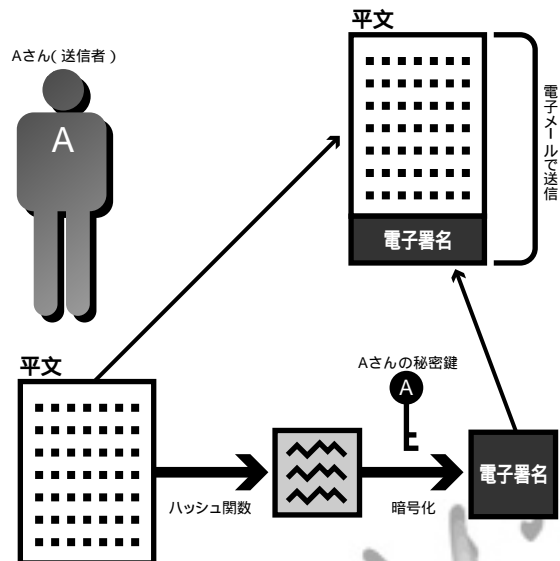 平文
Aさん(送信者)
A
電子署名
電子メールで送信
平文
Aさんの秘密鍵
A
ハッシュ関数
暗号化
電子署名